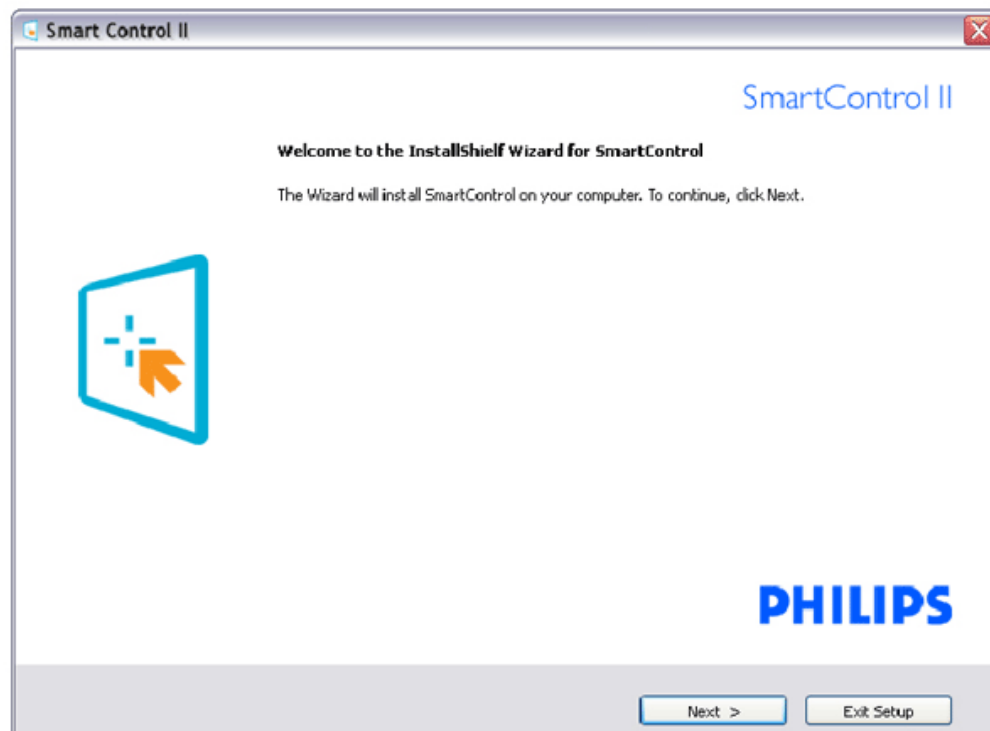 Smart Control II
SmartControl II
Welcome to the InstallShielf Wizard for SmartControl
The Wizard will install SmartControl on your computer. To continue, click Next.
PHILIPS
Next >
Exit Setup